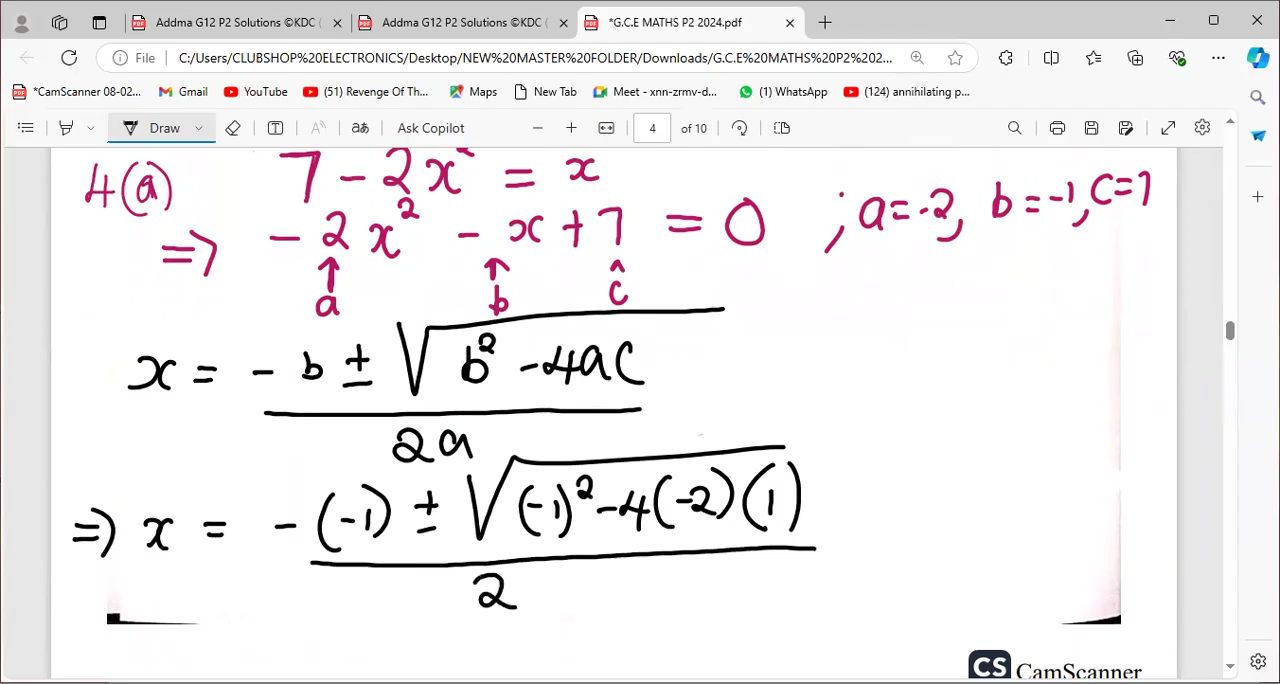 Addma G12 P2 Solutions ©KDC (
Addma G12 P2 Solutions ©KDC (
*G.C.E MATHS P2 2024.pdf
File
C:/Users/CLUBSHOP%20ELECTRONICS/Desktop/NEW%20MASTER%20FOLDER/Downloads/G.C.E%20MATHS%20P2%202...
*CamScanner 08-02...
Gmail
YouTube
(51) Revenge Of Th...
Maps
New Tab
Meet - xnn-zrmv-d...
(1) WhatsApp
(124) annihilating p...
Draw
aあ
Ask Copilot
4 of 10
4(a) 7 - 2x² = x
=> - 2x² - x + 7 = 0 ; a = -2, b = -1, c = 7
a b c
x = - b ± √b² - 4ac
2a
=> x = - (-1) ± √(-1)² - 4(-2)(1)
2
CS CamScanner